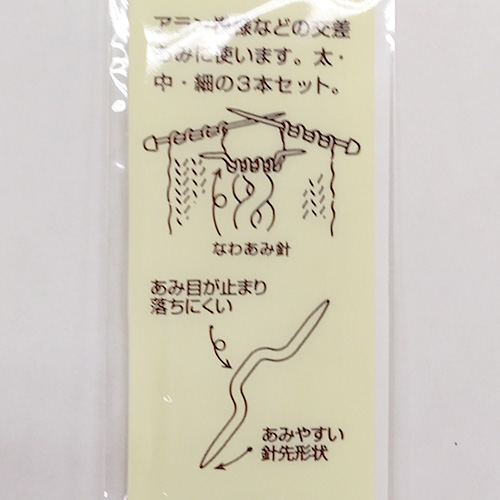 アラン模様などの交差
あみに使います。太・
中・細の3本セット。
なわあみ針
あみ目が止まり
落ちにくい
あみやすい
針先形状